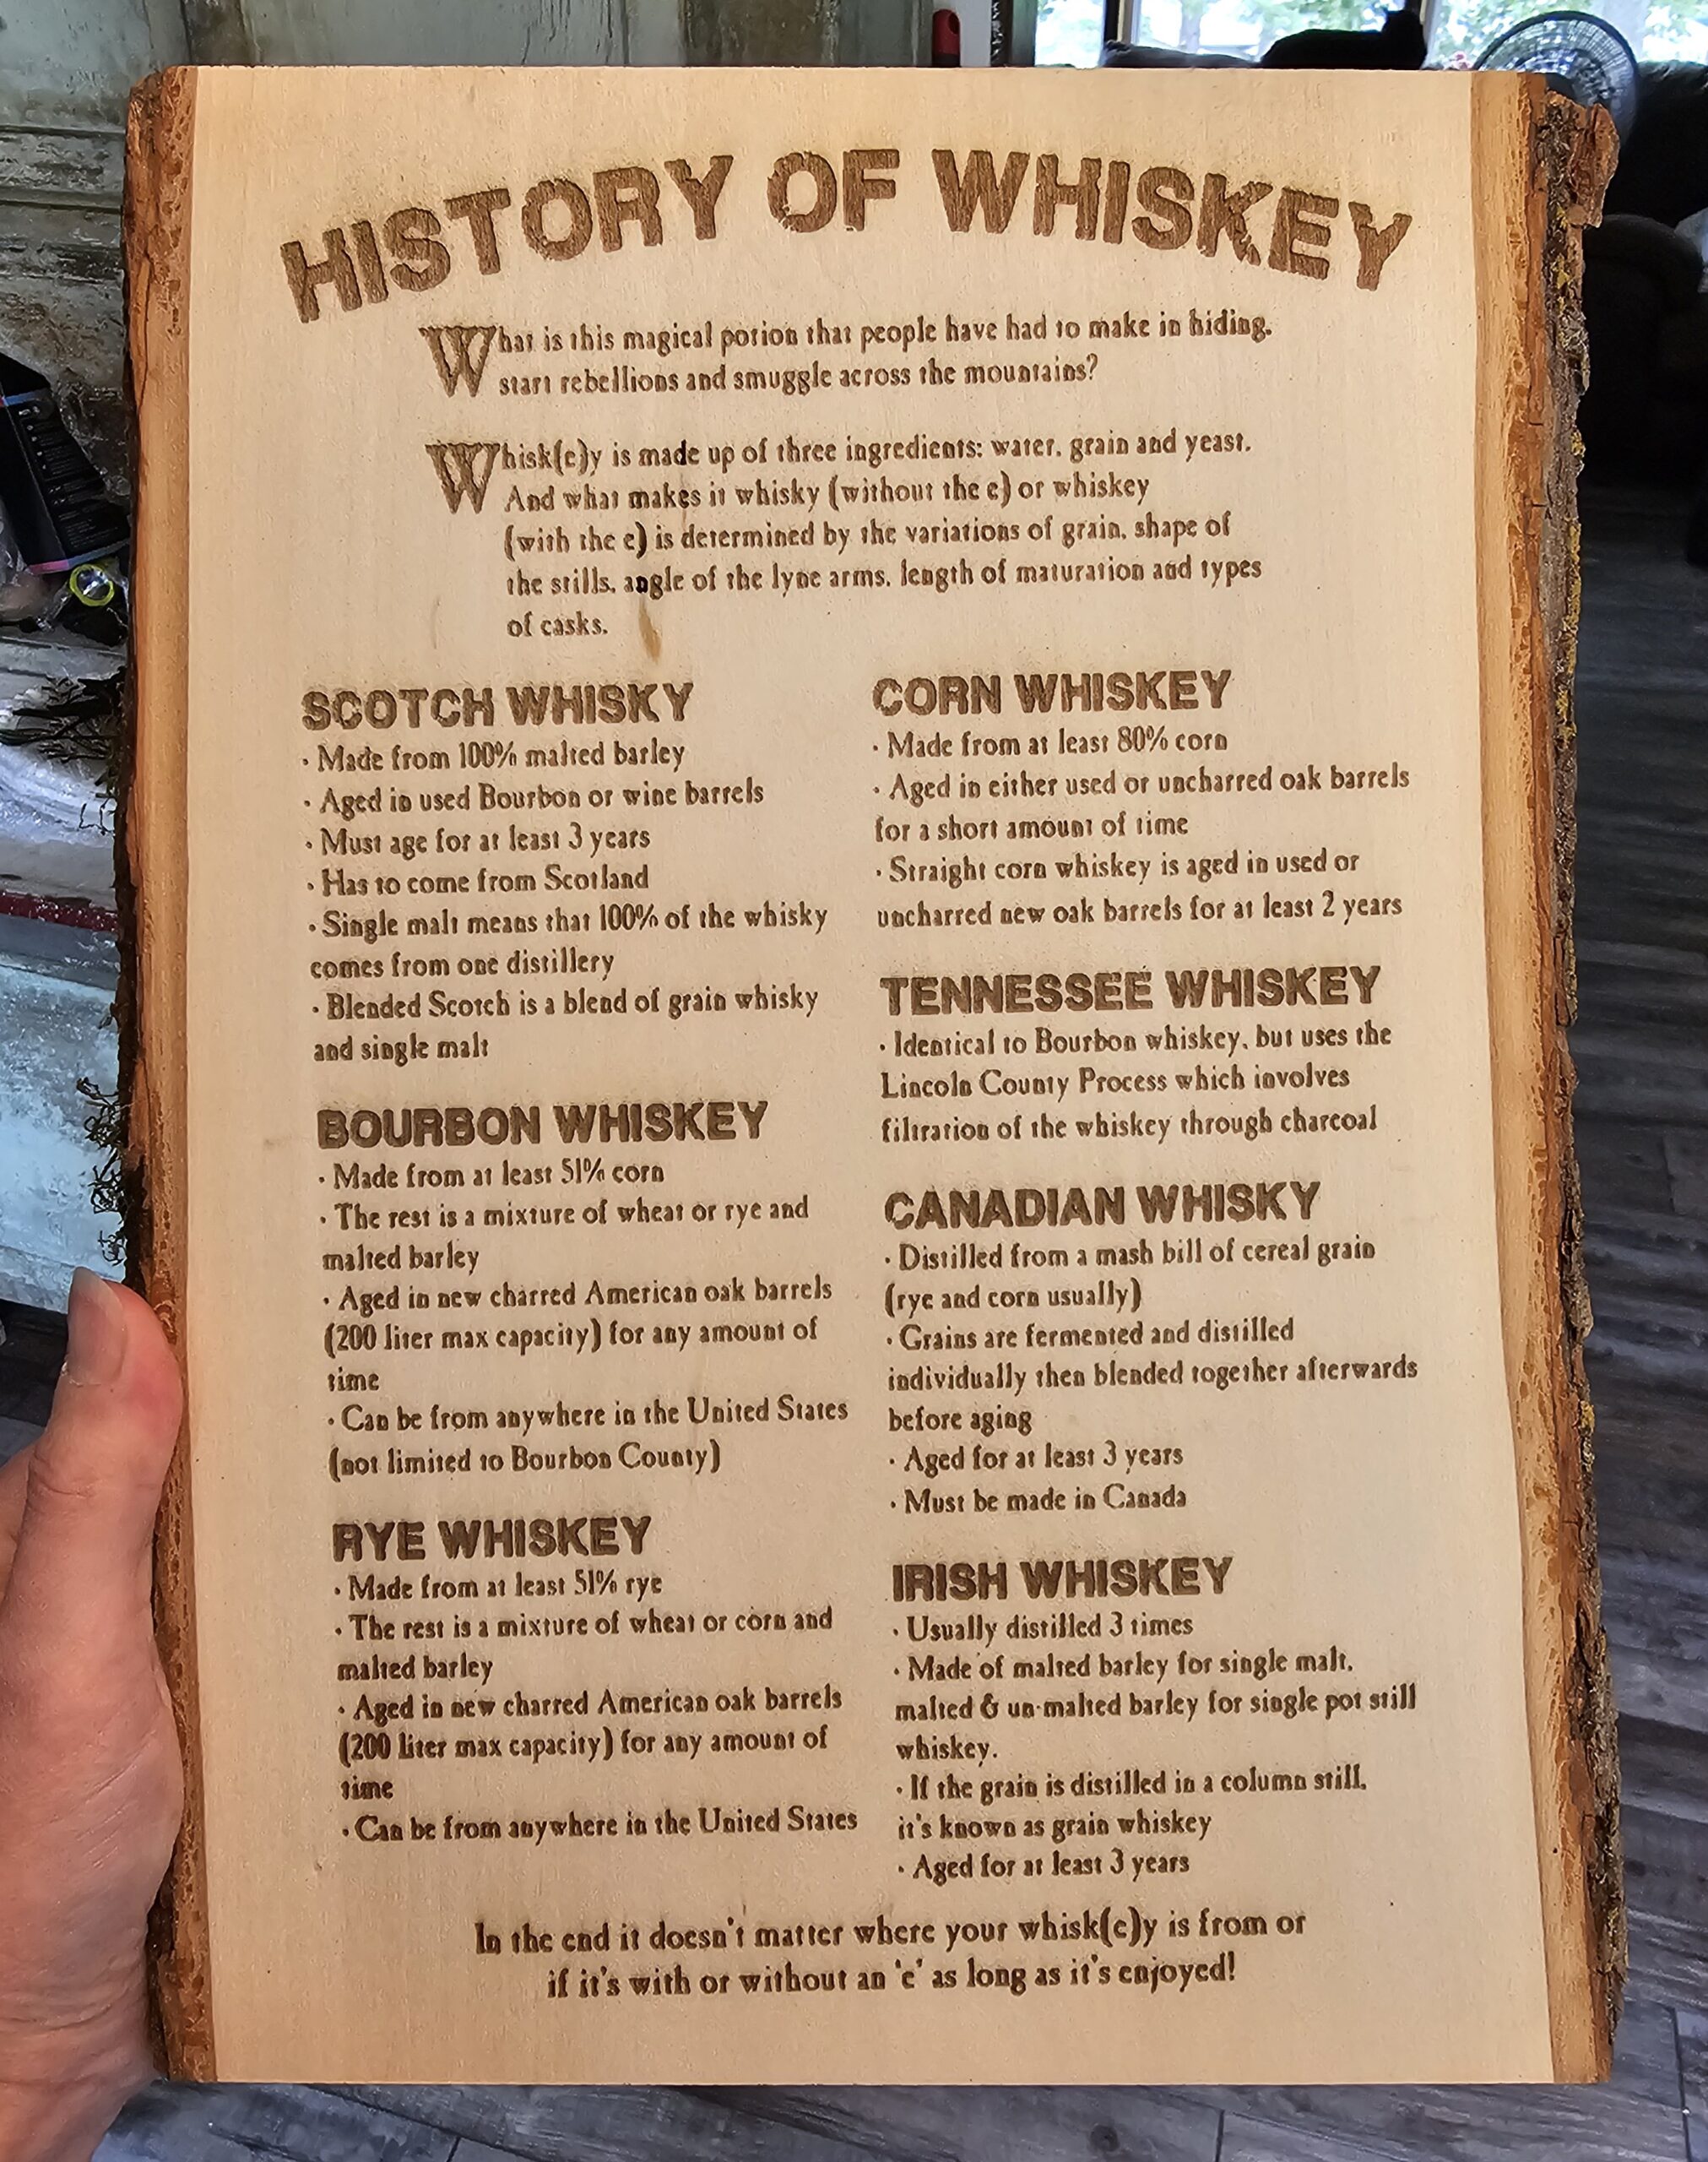 HISTORY OF WHISKEY
What is this magical potion that people have had to make in hiding,
start rebellions and smuggle across the mountains?
Whisk(e)y is made up of three ingredients: water, grain and yeast.
And what makes it whisky (without the e) or whiskey
(with the e) is determined by the variations of grain, shape of
the stills, angle of the lyne arms, length of maturation and types
of casks.
SCOTCH WHISKY
· Made from 100% malted barley
· Aged in used Bourbon or wine barrels
· Must age for at least 3 years
· Has to come from Scotland
· Single malt means that 100% of the whisky
comes from one distillery
· Blended Scotch is a blend of grain whisky
and single malt
BOURBON WHISKEY
· Made from at least 51% corn
· The rest is a mixture of wheat or rye and
malted barley
· Aged in new charred American oak barrels
(200 liter max capacity) for any amount of
time
· Can be from anywhere in the United States
(not limited to Bourbon County)
RYE WHISKEY
· Made from at least 51% rye
· The rest is a mixture of wheat or corn and
malted barley
· Aged in new charred American oak barrels
(200 liter max capacity) for any amount of
time
· Can be from anywhere in the United States
CORN WHISKEY
· Made from at least 80% corn
· Aged in either used or uncharred oak barrels
for a short amount of time
· Straight corn whiskey is aged in used or
uncharred new oak barrels for at least 2 years
TENNESSEE WHISKEY
· Identical to Bourbon whiskey, but uses the
Lincoln County Process which involves
filtration of the whiskey through charcoal
CANADIAN WHISKY
· Distilled from a mash bill of cereal grain
(rye and corn usually)
· Grains are fermented and distilled
individually then blended together afterwards
before aging
· Aged for at least 3 years
· Must be made in Canada
IRISH WHISKEY
· Usually distilled 3 times
· Made of malted barley for single malt,
malted & un-malted barley for single pot still
whiskey.
· If the grain is distilled in a column still,
it's known as grain whiskey
· Aged for at least 3 years
In the end it doesn't matter where your whisk(e)y is from or
if it's with or without an 'e' as long as it's enjoyed!